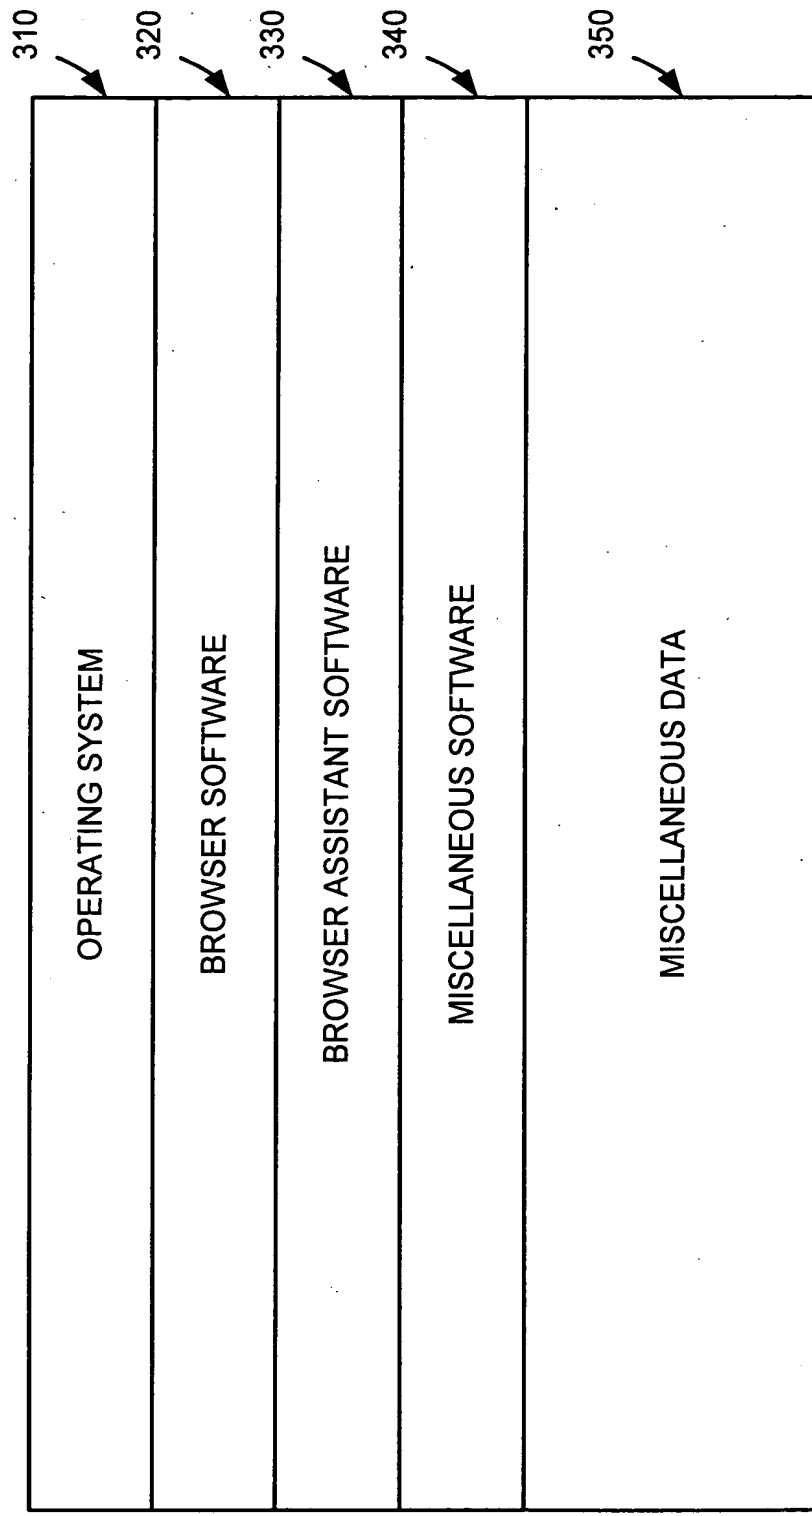 OPERATING SYSTEM 310
BROWSER SOFTWARE 320
BROWSER ASSISTANT SOFTWARE 330
MISCELLANEOUS SOFTWARE 340
MISCELLANEOUS DATA 350